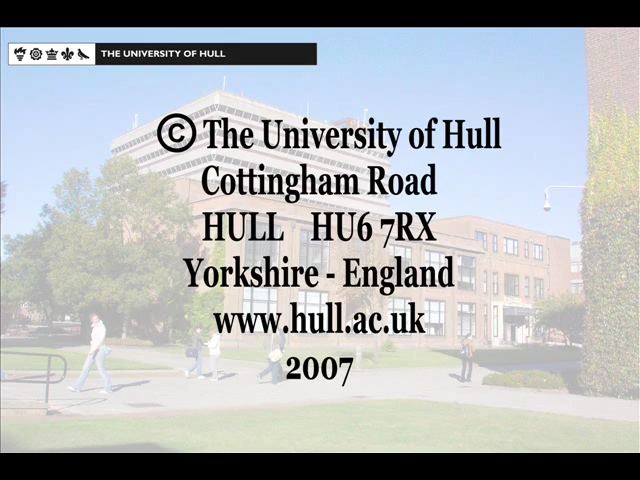 THE UNIVERSITY OF HULL
© The University of Hull
Cottingham Road
HULL HU6 7RX
Yorkshire - England
www.hull.ac.uk
2007